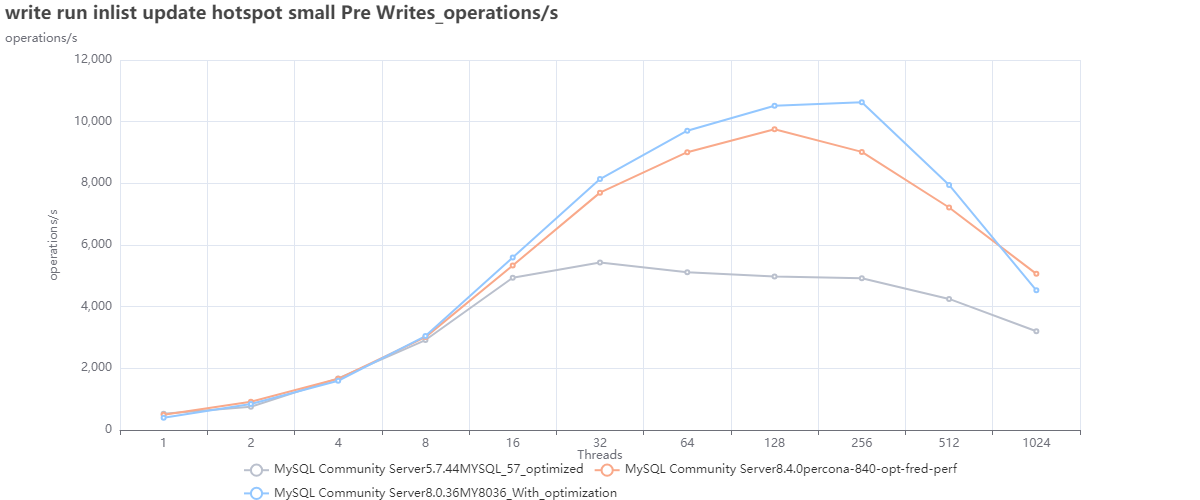 write run inlist update hotspot small Pre Writes_operations/s
operations/s
12,000
10,000
8,000
6,000
4,000
2,000
0
operations/s
1 2 4 8 16 32 64 128 256 512 1024
Threads
MySQL Community Server5.7.44MYSQL_57_optimized MySQL Community Server8.4.0percona-840-opt-fred-perf
MySQL Community Server8.0.36MY8036_With_optimization